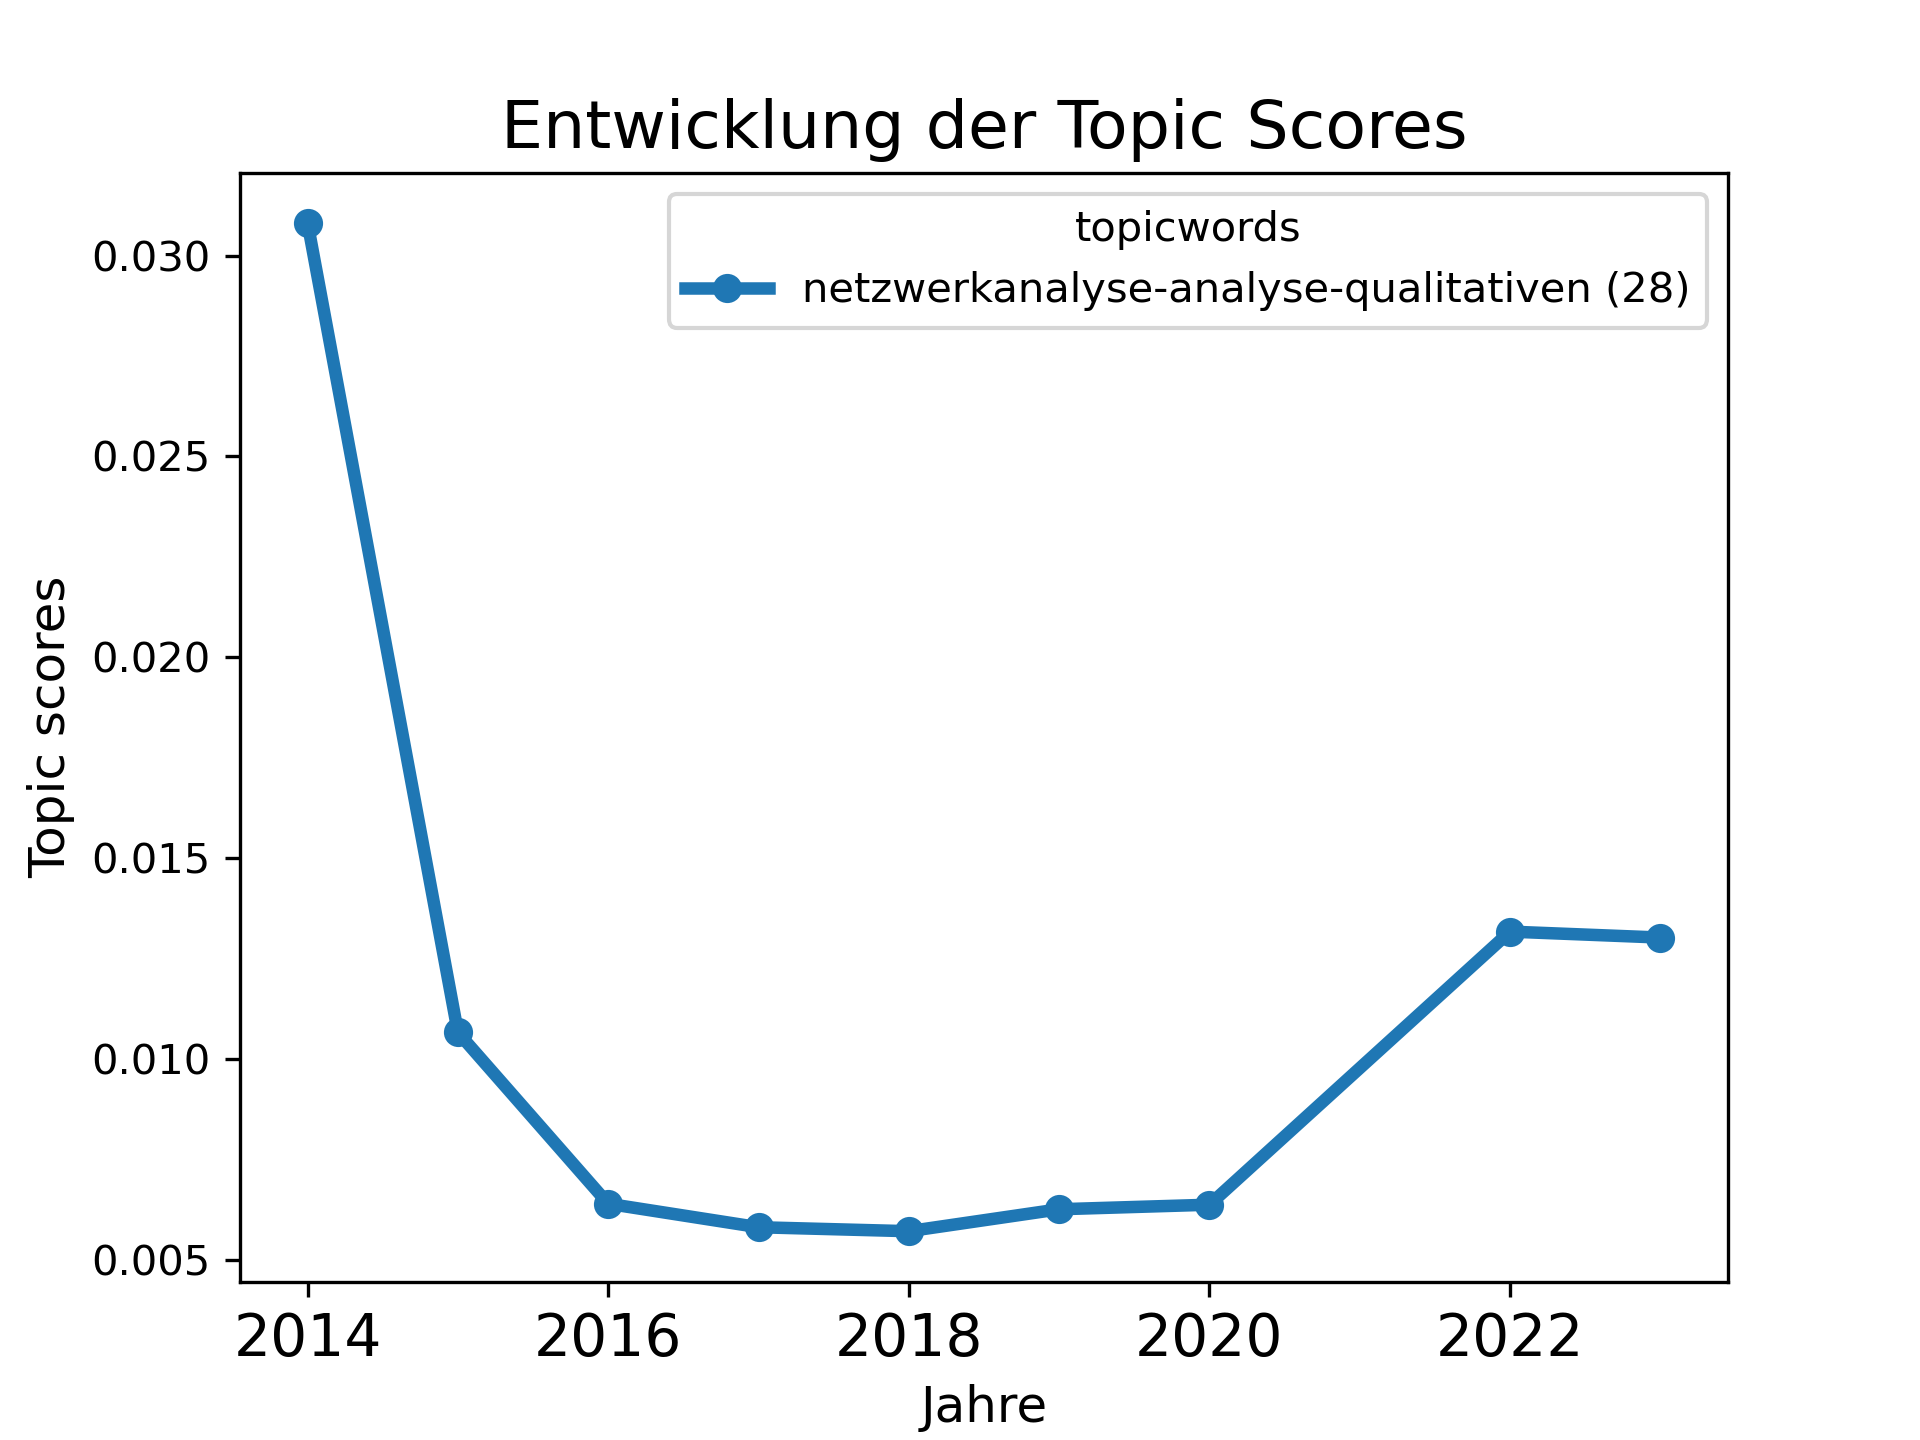 Entwicklung der Topic Scores
topicwords
netzwerkanalyse-analyse-qualitativen (28)
Topic scores
0.030
0.025
0.020
0.015
0.010
0.005
2014 2016 2018 2020 2022
Jahre